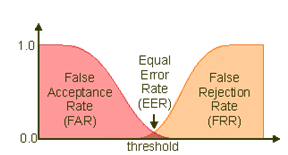 1.0
Equal
Error
Rate
(EER)
False
Acceptance
Rate
(FAR)
False
Rejection
Rate
(FRR)
0.0
threshold